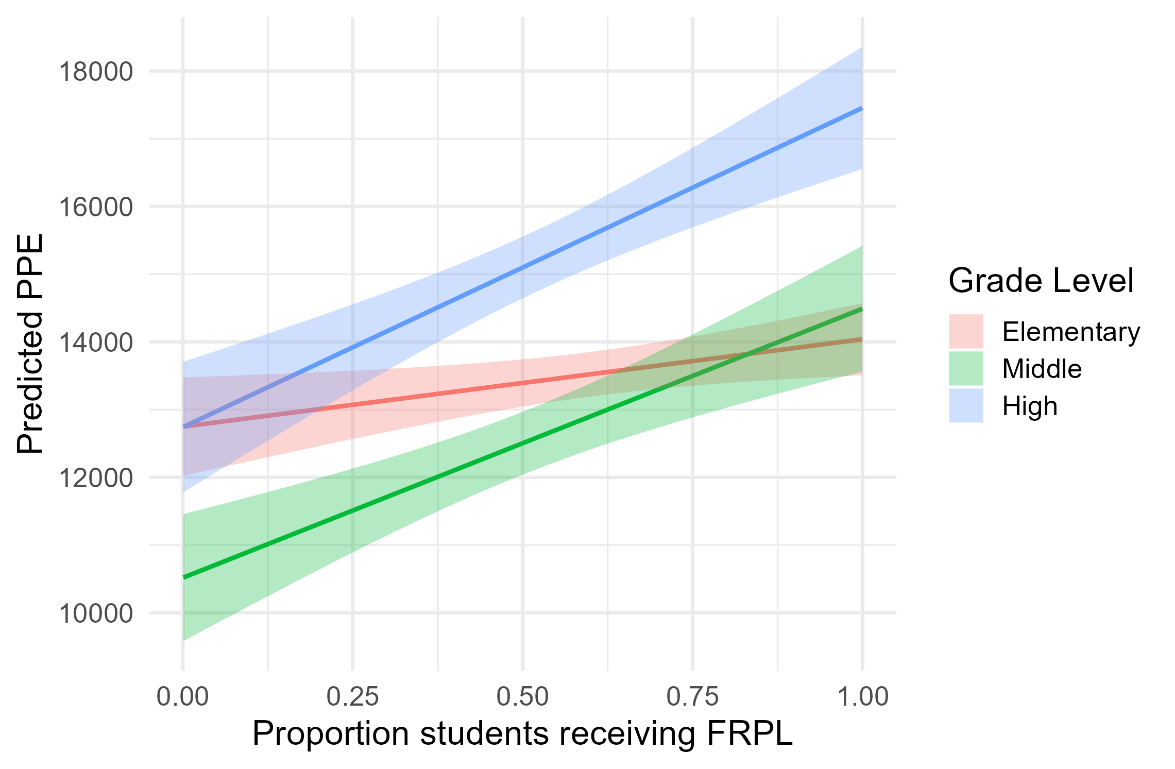 18000
16000
14000
12000
10000
Predicted PPE
0.00 0.25 0.50 0.75 1.00
Proportion students receiving FRPL
Grade Level
Elementary
Middle
High